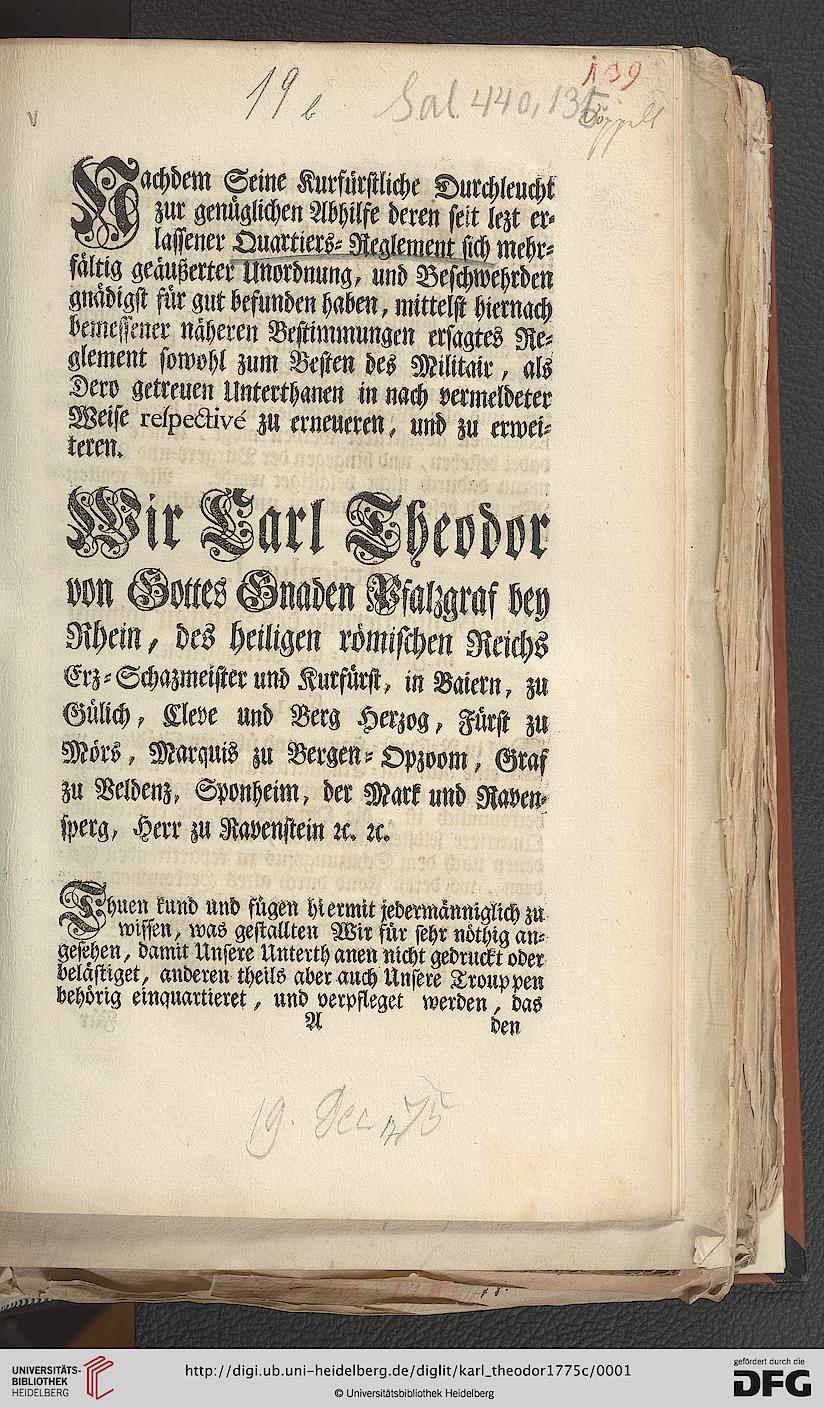 139
19 b
Sal. 440, 135
Doppelt
v
Nachdem Seine Kurfürstliche Durchleucht
zur genüglichen Abhilfe deren seit lezt er=
lassener Quartiers= Reglement sich mehr=
fältig geäußerter Unordnung, und Beschwehrden
gnädigst für gut befunden haben, mittelst hiernach
bemessener näheren Bestimmungen ersagtes Re=
glement sowohl zum Besten des Militair, als
Dero getreuen Unterthanen in nach vermeldeter
Weise respectivé zu erneueren, und zu erwei=
teren.
Wir Carl Theodor
von Gottes Gnaden Pfalzgraf bey
Rhein, des heiligen römischen Reichs
Erz=Schazmeister und Kurfürst, in Baiern, zu
Gülich, Cleve und Berg Herzog, Fürst zu
Mörs, Marquis zu Bergen= Opzoom, Graf
zu Veldenz, Sponheim, der Mark und Raven=
sperg, Herr zu Ravenstein ꝛc. ꝛc.
Thuen kund und fügen hiermit jedermänniglich zu
wissen, was gestallten Wir für sehr nöthig an=
gesehen, damit Unsere Unterth anen nicht gedruckt oder
belästiget, anderen theils aber auch Unsere Trouppen
behörig einquartieret, und verpfleget werden, das
A den
19. Dec 1775
UNIVERSITÄTS-
BIBLIOTHEK
HEIDELBERG
http://digi.ub.uni-heidelberg.de/diglit/karl_theodor1775c/0001
© Universitätsbibliothek Heidelberg
gefördert durch die
DFG